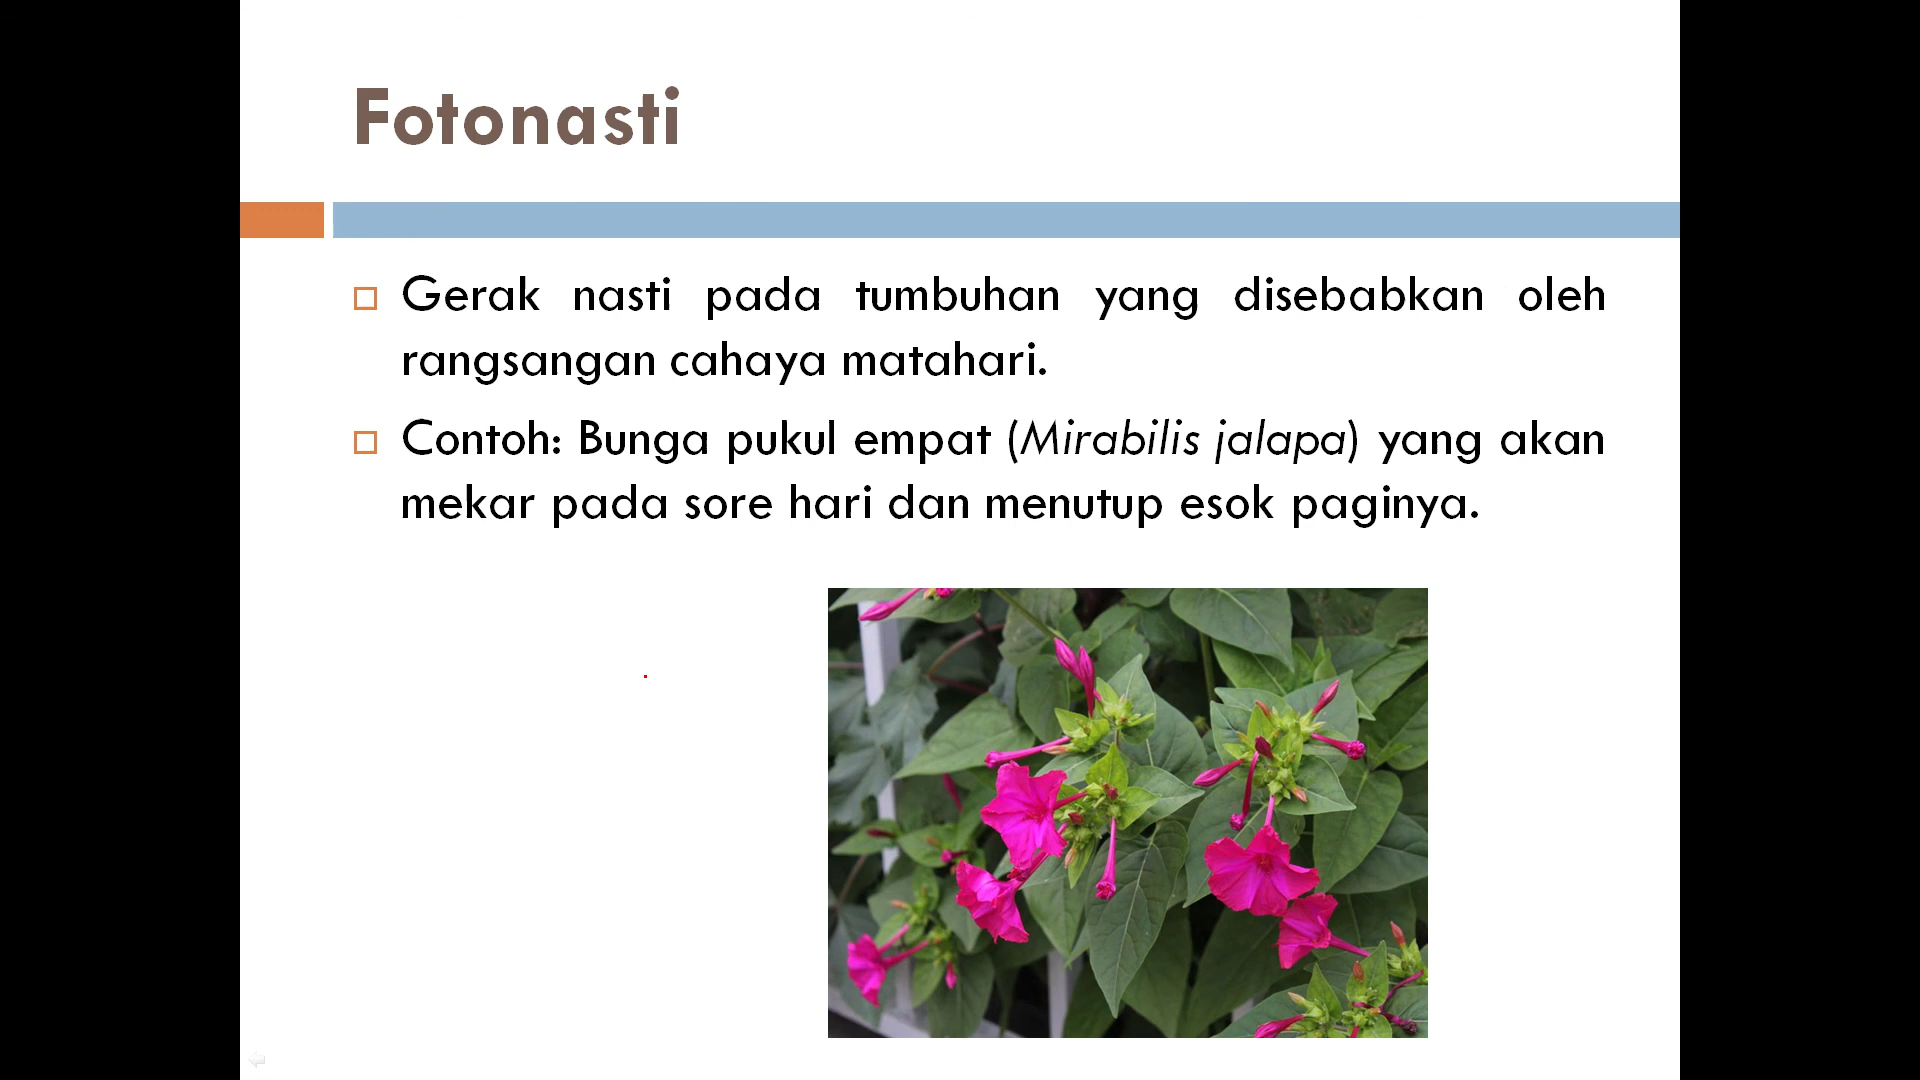 Fotonasti
Gerak nasti pada tumbuhan yang disebabkan oleh
rangsangan cahaya matahari.
Contoh: Bunga pukul empat (Mirabilis jalapa) yang akan
mekar pada sore hari dan menutup esok paginya.